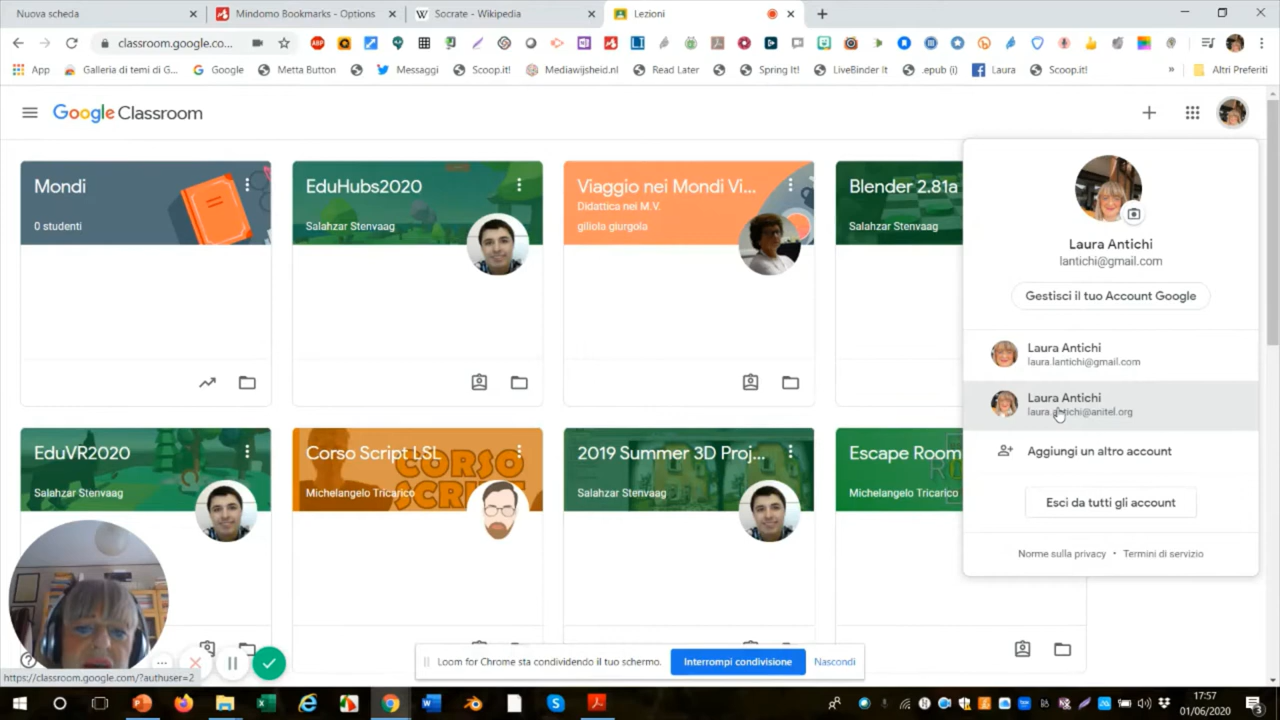 Nuova scheda
Mindomo Bookmarks - Options
Socrate - Wikipedia
Lezioni
classroom.google.co...
App
Galleria di temi di G...
Google
Metta Button
Messaggi
Scoop.it!
Mediawijsheid.nl
Read Later
Spring It!
LiveBinder It
.epub (i)
Laura
Scoop.it!
»
Altri Preferiti
Google Classroom
Mondi
0 studenti
EduHubs2020
Salahzar Stenvaag
Viaggio nei Mondi Vi...
Didattica nei M.V.
giliola giurgola
Blender 2.81a
Salahzar Stenvaag
Laura Antichi
lantichi@gmail.com
Gestisci il tuo Account Google
Laura Antichi
laura.lantichi@gmail.com
Laura Antichi
laura.antichi@anitel.org
Aggiungi un altro account
Esci da tutti gli account
Norme sulla privacy • Termini di servizio
EduVR2020
Salahzar Stenvaag
Corso Script LSL
Michelangelo Tricarico
CORSO
SCRIPT
2019 Summer 3D Proj...
Salahzar Stenvaag
Escape Room
Michelangelo Tricarico
Loom for Chrome sta condividendo il tuo schermo.
Interrompi condivisione
Nascondi
https://classroom.google.com/?authuser=2
17:57
01/06/2020